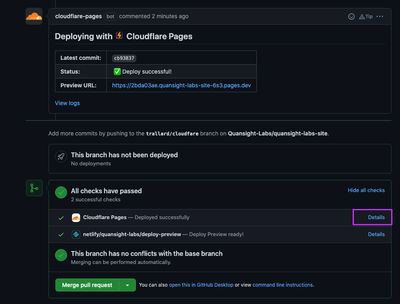 cloudflare-pages bot commented 2 minutes ago
Tip
Deploying with Cloudflare Pages
Latest commit: cb93837
Status: Deploy successful!
Preview URL: https://2bda03ae.quansight-labs-site-6s3.pages.dev
View logs
Add more commits by pushing to the trallard/cloudfare branch on Quansight-Labs/quansight-labs-site.
This branch has not been deployed
No deployments
All checks have passed
Hide all checks
2 successful checks
Cloudflare Pages — Deployed successfully
Details
netlify/quansight-labs/deploy-preview — Deploy Preview ready!
Details
This branch has no conflicts with the base branch
Merging can be performed automatically.
Merge pull request
You can also open this in GitHub Desktop or view command line instructions.